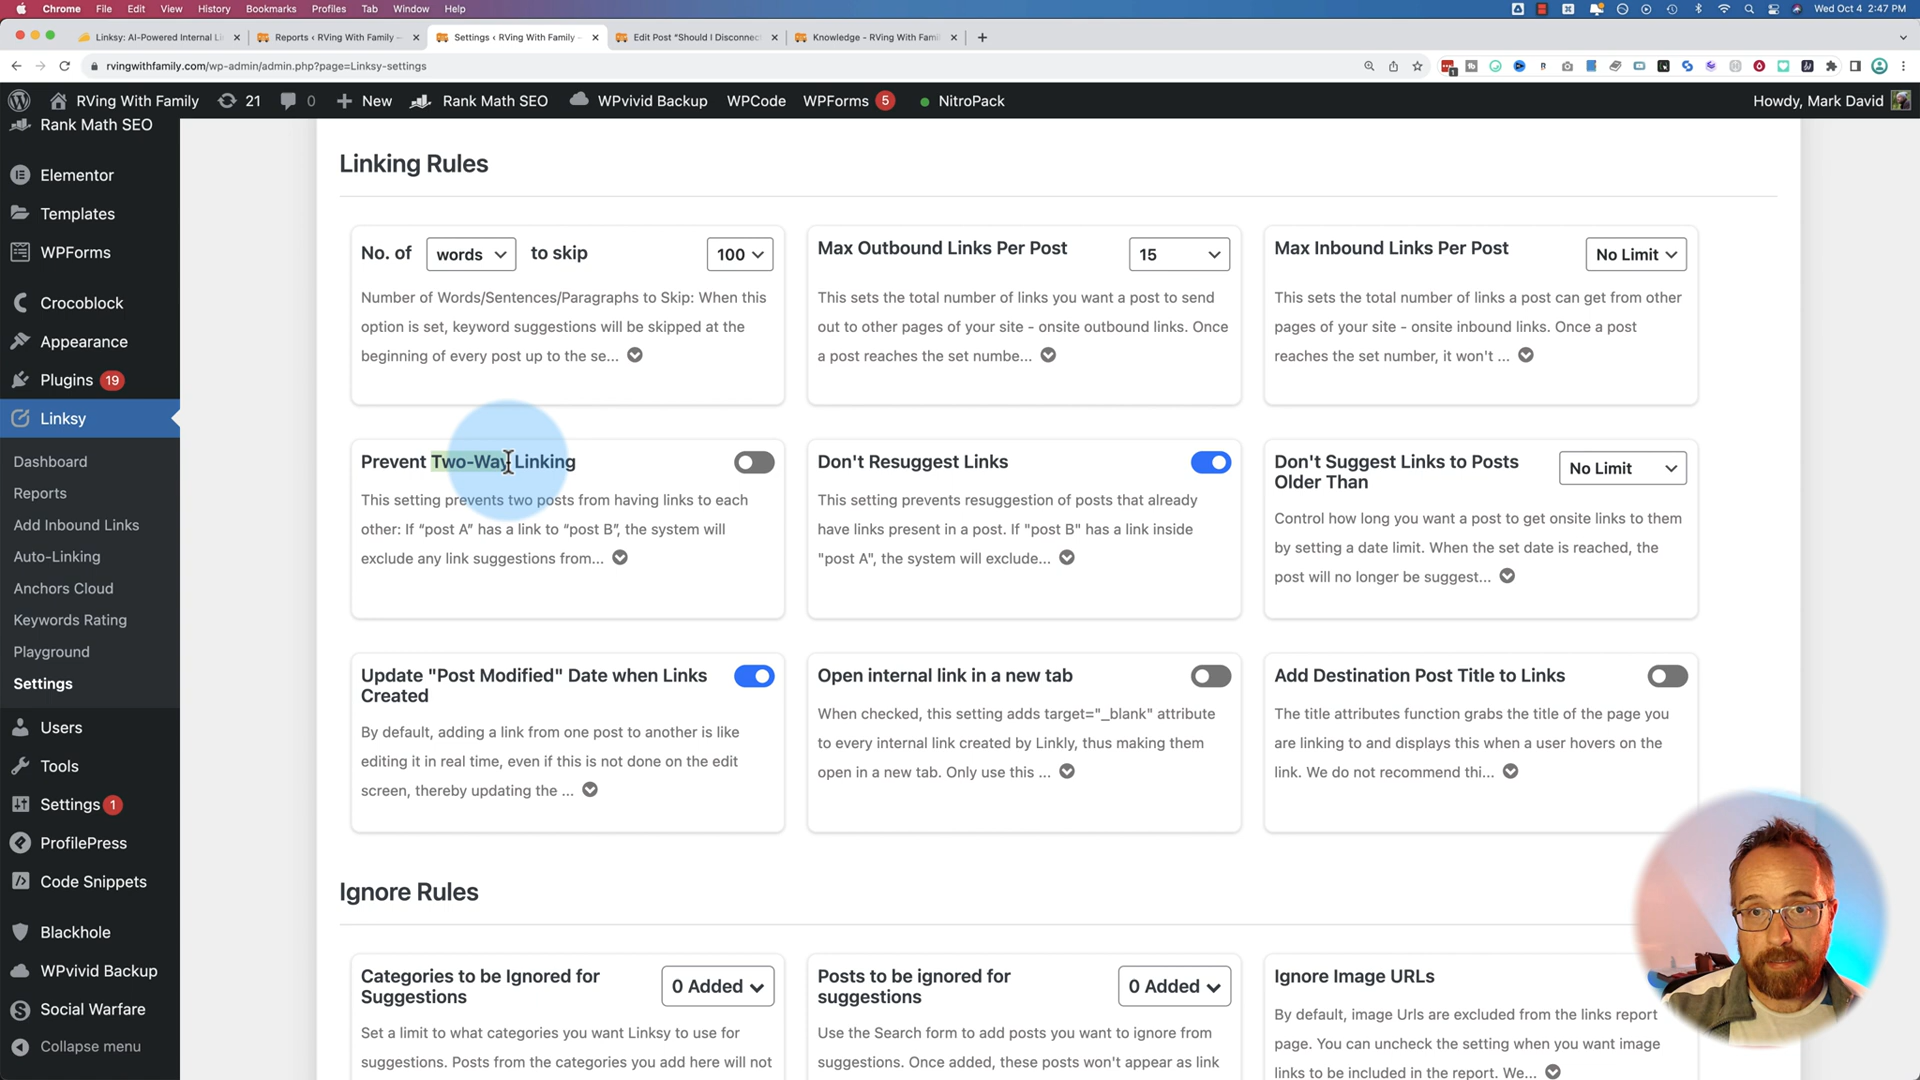 Chrome File Edit View History Bookmarks Profiles Tab Window Help Wed Oct 4 2:47 PM
Linksy: AI-Powered Internal Li Reports ‹ RVing With Family — Settings ‹ RVing With Family – Edit Post "Should I Disconnect Knowledge - RVing With Fami
rvingwithfamily.com/wp-admin/admin.php?page=Linksy-settings
RVing With Family 21 0 New Rank Math SEO WPvivid Backup WPCode WPForms 5 NitroPack Howdy, Mark David
Rank Math SEO
Elementor
Templates
WPForms
Crocoblock
Appearance
Plugins 19
Linksy
Dashboard
Reports
Add Inbound Links
Auto-Linking
Anchors Cloud
Keywords Rating
Playground
Settings
Users
Tools
Settings 1
ProfilePress
Code Snippets
Blackhole
WPvivid Backup
Social Warfare
Collapse menu
Linking Rules
No. of words to skip 100
Number of Words/Sentences/Paragraphs to Skip: When this
option is set, keyword suggestions will be skipped at the
beginning of every post up to the se...
Max Outbound Links Per Post 15
This sets the total number of links you want a post to send
out to other pages of your site - onsite outbound links. Once
a post reaches the set numbe...
Max Inbound Links Per Post No Limit
This sets the total number of links a post can get from other
pages of your site - onsite inbound links. Once a post
reaches the set number, it won't ...
Prevent Two-Way Linking
This setting prevents two posts from having links to each
other: If “post A” has a link to “post B”, the system will
exclude any link suggestions from...
Don't Resuggest Links
This setting prevents resuggestion of posts that already
have links present in a post. If "post B" has a link inside
"post A", the system will exclude...
Don't Suggest Links to Posts
Older Than No Limit
Control how long you want a post to get onsite links to them
by setting a date limit. When the set date is reached, the
post will no longer be suggest...
Update "Post Modified" Date when Links
Created
By default, adding a link from one post to another is like
editing it in real time, even if this is not done on the edit
screen, thereby updating the ...
Open internal link in a new tab
When checked, this setting adds target="_blank" attribute
to every internal link created by Linkly, thus making them
open in a new tab. Only use this ...
Add Destination Post Title to Links
The title attributes function grabs the title of the page you
are linking to and displays this when a user hovers on the
link. We do not recommend thi...
Ignore Rules
Categories to be Ignored for
Suggestions 0 Added
Set a limit to what categories you want Linksy to use for
suggestions. Posts from the categories you add here will not
Posts to be ignored for
suggestions 0 Added
Use the Search form to add posts you want to ignore from
suggestions. Once added, these posts won't appear as link
Ignore Image URLs
By default, image Urls are excluded from the links report
page. You can uncheck the setting when you want image
links to be included in the report. We...